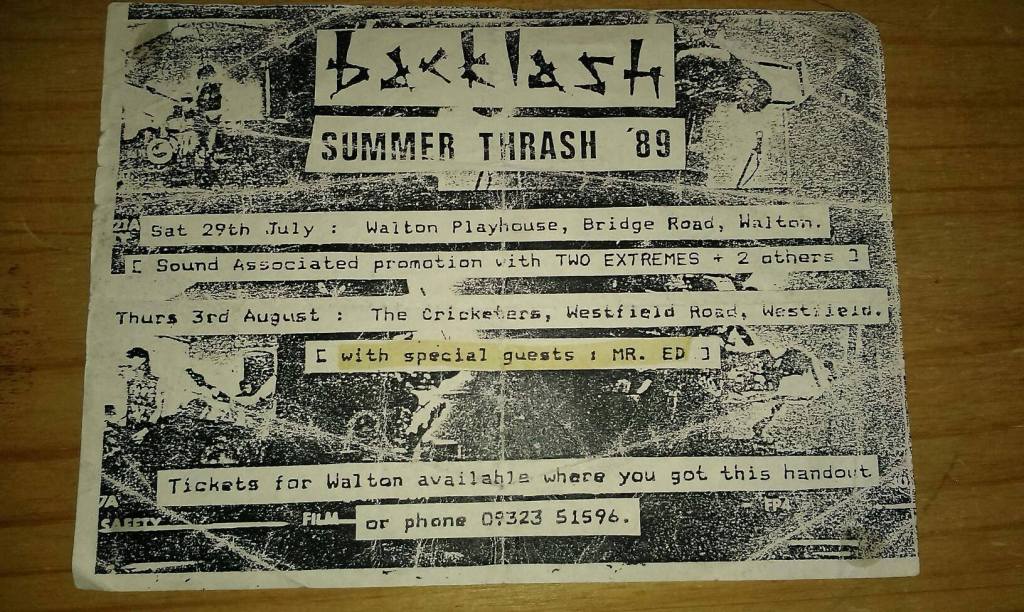 backlash
SUMMER THRASH '89
Sat 29th July : Walton Playhouse, Bridge Road, Walton.
[ Sound Associated promotion with TWO EXTREMES + 2 others ]
Thurs 3rd August : The Cricketers, Westfield Road, Westfield.
[ with special guests : MR. ED ]
Tickets for Walton available where you got this handout
SAFETY FILM
or phone 09323 51596.